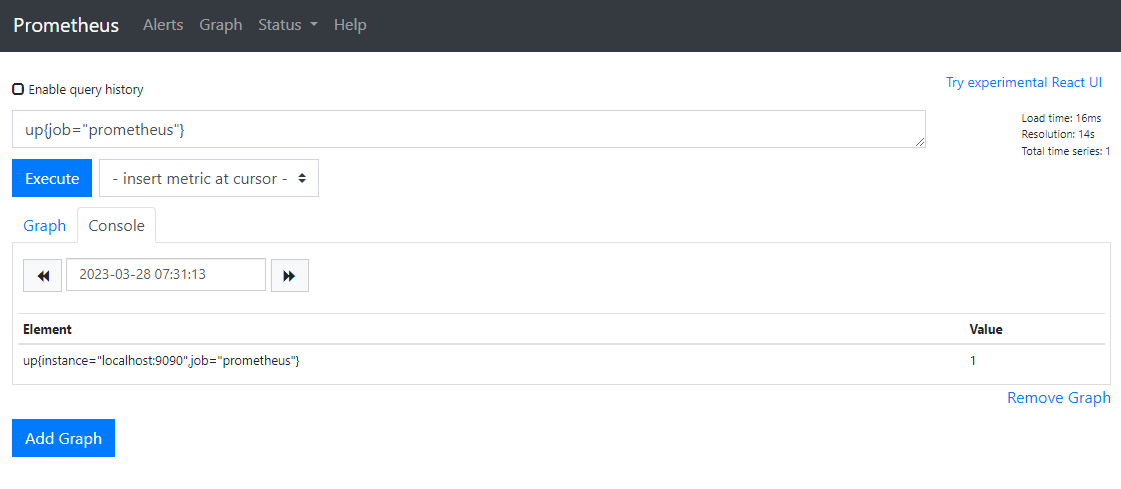 Prometheus Alerts Graph Status Help
Enable query history
Try experimental React UI
up{job="prometheus"}
Load time: 16ms
Resolution: 14s
Total time series: 1
Execute
- insert metric at cursor -
Graph Console
2023-03-28 07:31:13
Element Value
up{instance="localhost:9090",job="prometheus"} 1
Remove Graph
Add Graph